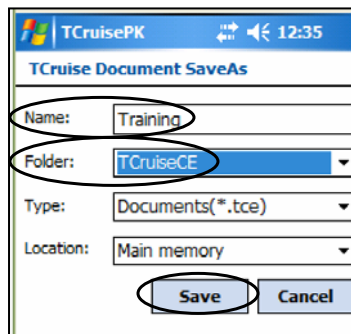 TCruisePK 12:35
TCruise Document SaveAs
Name: Training
Folder: TCruiseCE
Type: Documents(*.tce)
Location: Main memory
Save Cancel